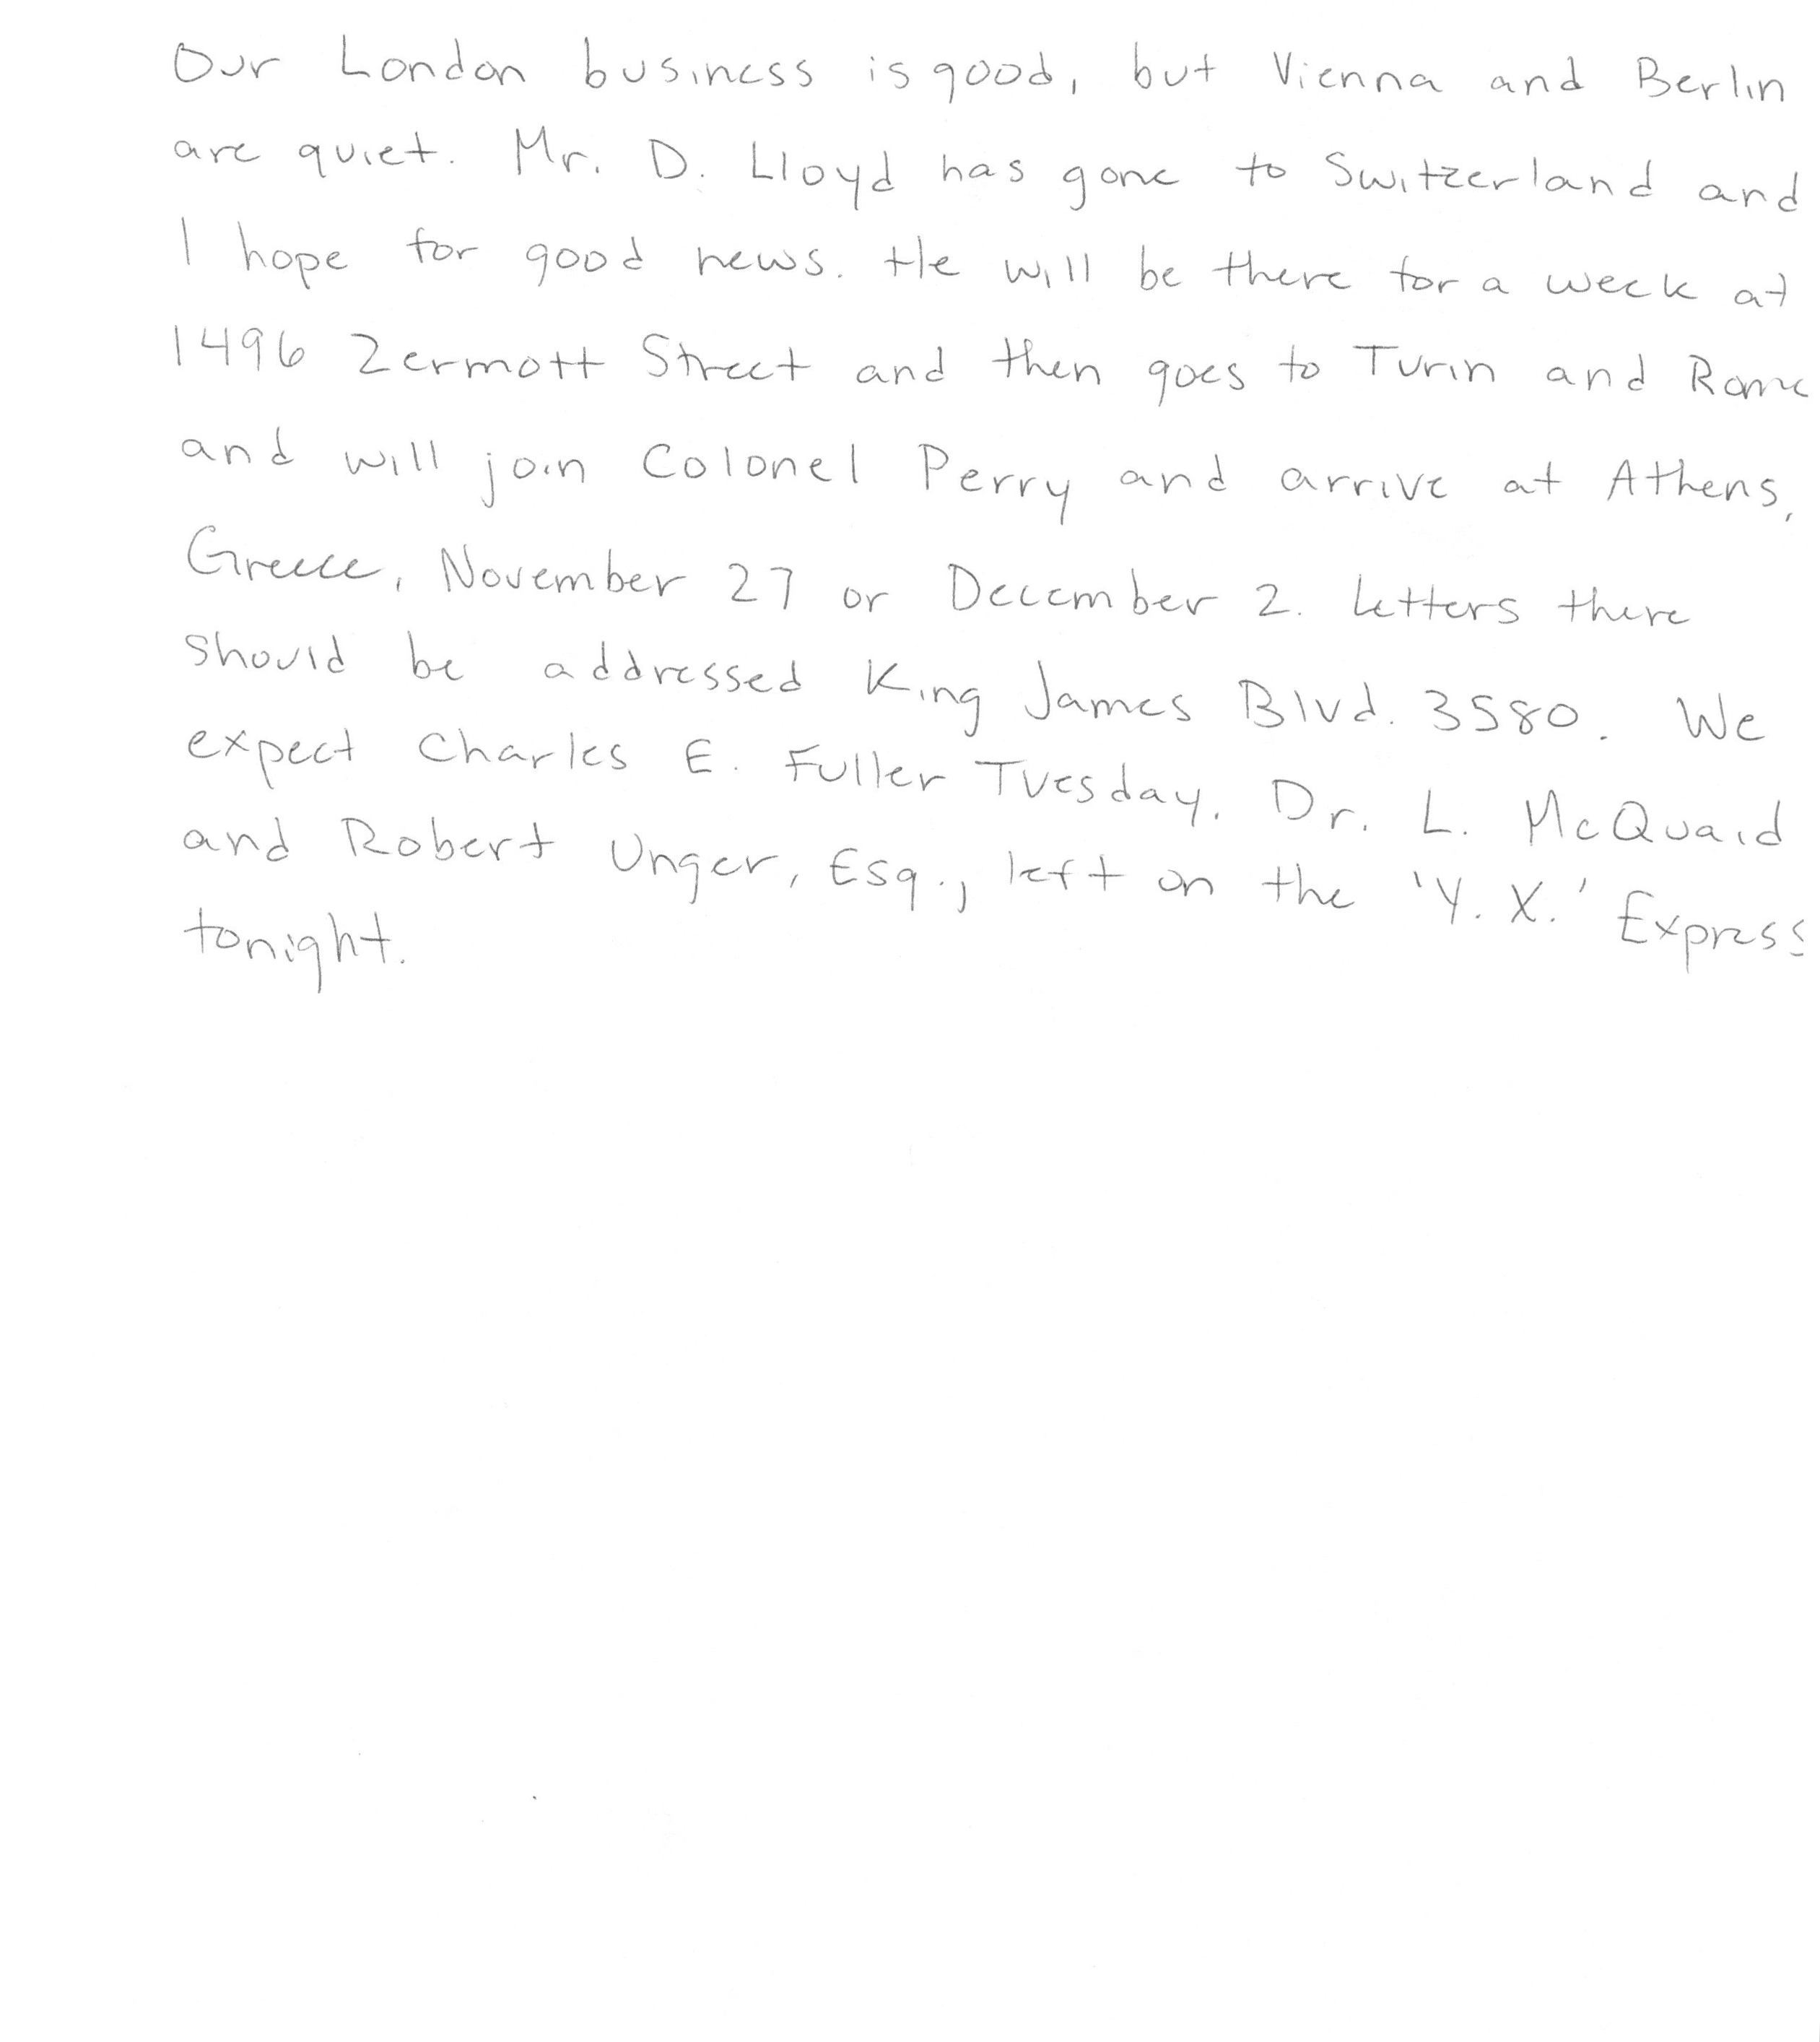 Our London business is good, but Vienna and Berlin
are quiet. Mr. D. Lloyd has gone to Switzerland and
I hope for good news. He will be there for a week at
1496 Zermott Street and then goes to Turin and Rome
and will join Colonel Perry and arrive at Athens,
Greece, November 27 or December 2. Letters there
should be addressed King James Blvd. 3580. We
expect Charles E. Fuller Tuesday. Dr. L. McQuaid
and Robert Unger, Esq., left on the 'Y. X.' Express
tonight.